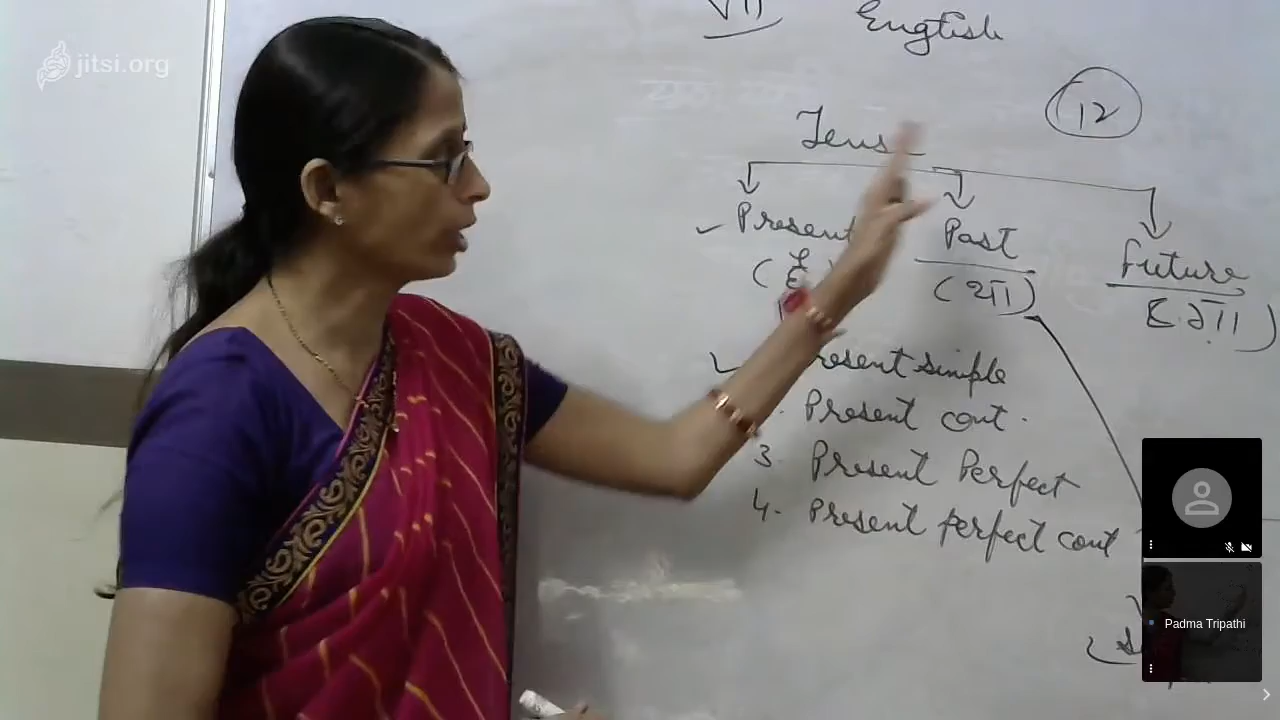 jitsi.org
VII English
12
Tense
Present Past Future
(है) (था) (गा)
Present simple
Present cont.
3. Present Perfect
4. Present perfect cont
Padma Tripathi